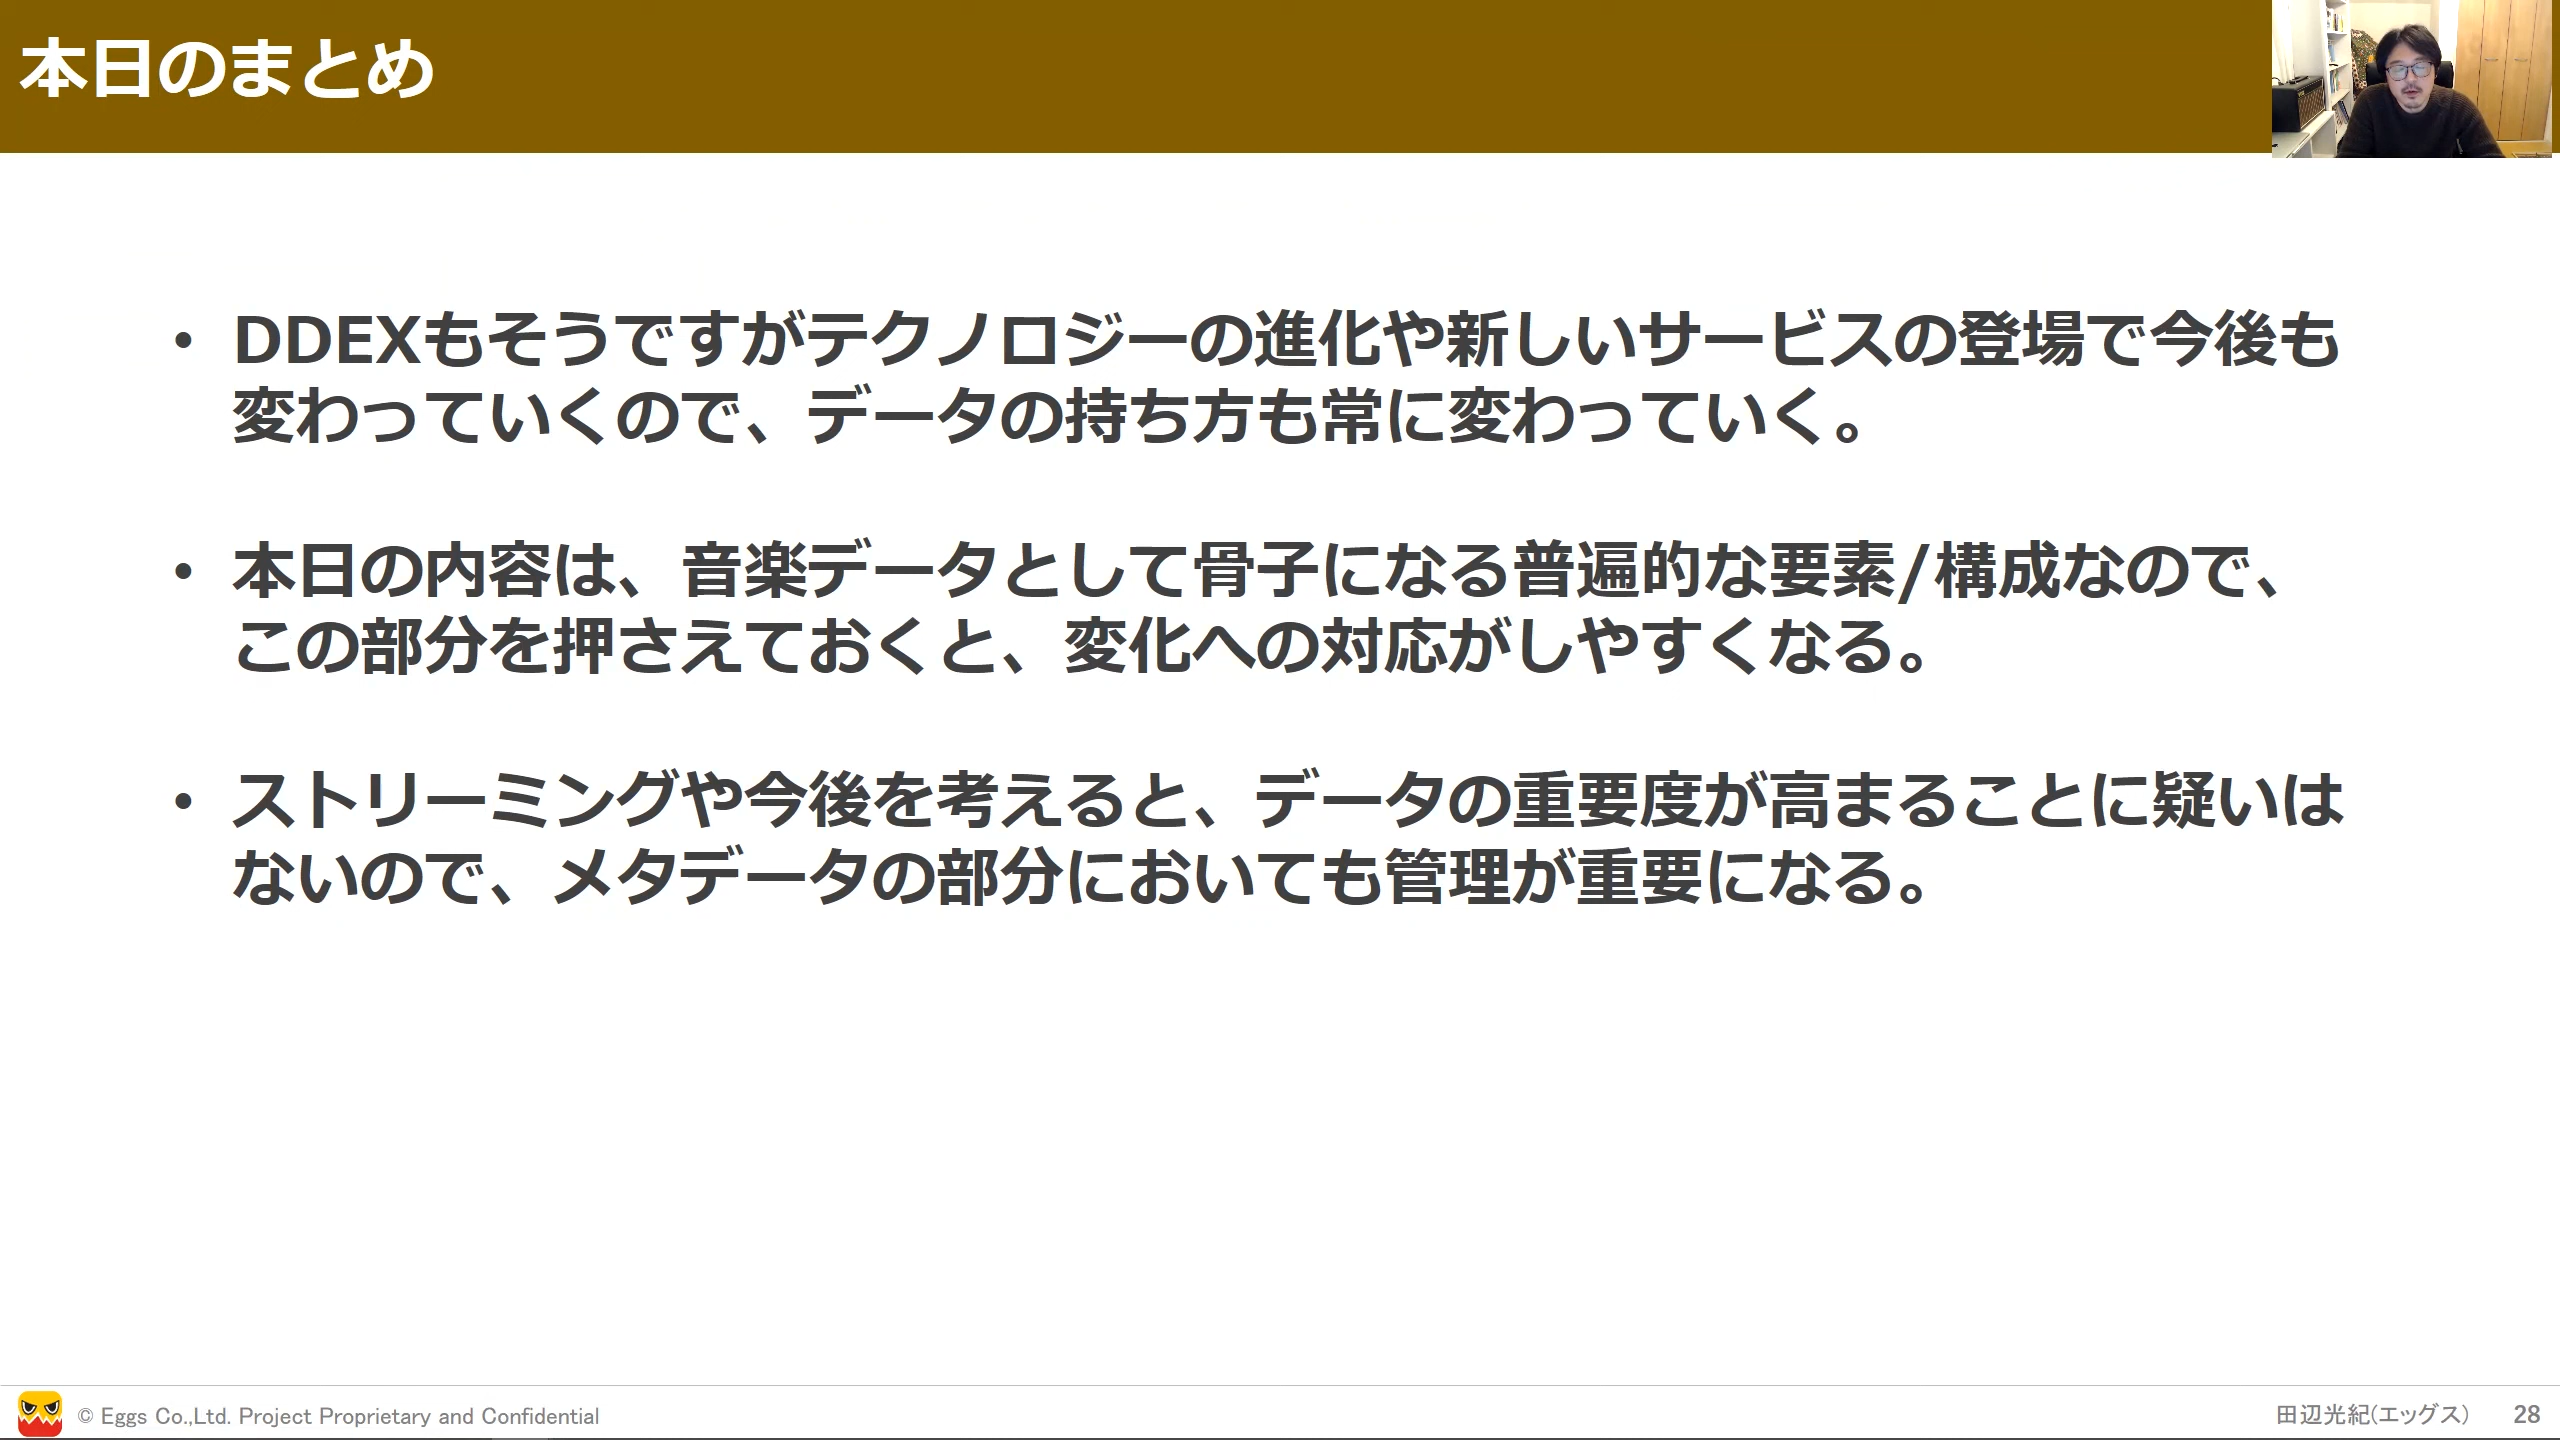 本日のまとめ
• DDEXもそうですがテクノロジーの進化や新しいサービスの登場で今後も
変わっていくので、データの持ち方も常に変わっていく。
• 本日の内容は、音楽データとして骨子になる普遍的な要素/構成なので、
この部分を押さえておくと、変化への対応がしやすくなる。
• ストリーミングや今後を考えると、データの重要度が高まることに疑いは
ないので、メタデータの部分においても管理が重要になる。
© Eggs Co.,Ltd. Project Proprietary and Confidential
田辺光紀(エッグス) 28